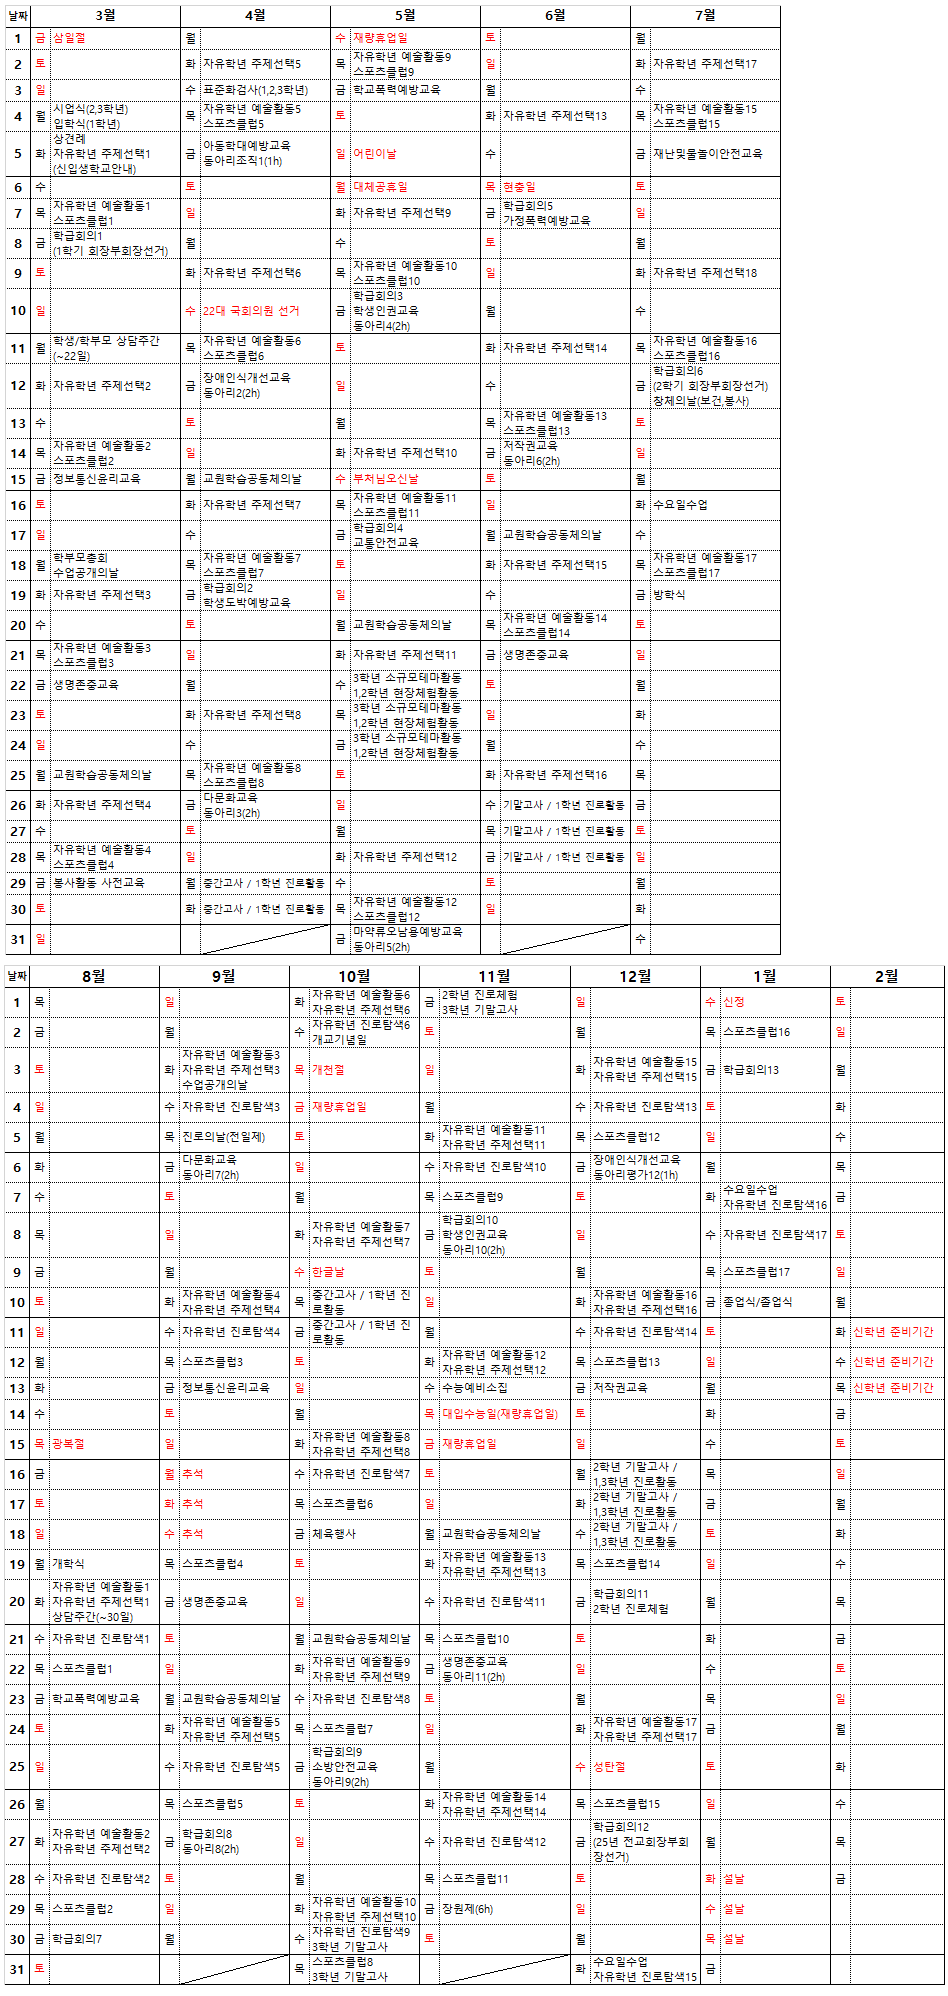 날짜 3월 4월 5월 6월 7월
1 금 삼일절 월 수 재량휴업일 토 월
2 토 화 자유학년 주제선택5 목 자유학년 예술활동9 일 화 자유학년 주제선택17
스포츠클럽9
3 일 수 표준화검사(1,2,3학년) 금 학교폭력예방교육 월 수
4 월 시업식(2,3학년) 목 자유학년 예술활동5 토 화 자유학년 주제선택13 목 자유학년 예술활동15
입학식(1학년) 스포츠클럽5 스포츠클럽15
5 화 상견례 금 아동학대예방교육 일 어린이날 수 금 재난및물놀이안전교육
자유학년 주제선택1 동아리조직1(1h)
(신입생학교안내)
6 수 토 월 대체공휴일 목 현충일 토
7 목 자유학년 예술활동1 일 화 자유학년 주제선택9 금 학급회의5 일
스포츠클럽1 가정폭력예방교육
8 금 학급회의1 월 수 토 월
(1학기 회장부회장선거)
9 토 화 자유학년 주제선택6 목 자유학년 예술활동10 일 화 자유학년 주제선택18
스포츠클럽10
10 일 수 22대 국회의원 선거 금 학급회의3 월 수
학생인권교육
동아리4(2h)
11 월 학생/학부모 상담주간 목 자유학년 예술활동6 토 화 자유학년 주제선택14 목 자유학년 예술활동16
(~22일) 스포츠클럽6 스포츠클럽16
12 화 자유학년 주제선택2 금 장애인식개선교육 일 수 금 학급회의6
동아리2(2h) (2학기 회장부회장선거)
창체의날(보건,봉사)
13 수 토 월 목 자유학년 예술활동13 토
스포츠클럽13
14 목 자유학년 예술활동2 일 화 자유학년 주제선택10 금 저작권교육 일
스포츠클럽2 동아리6(2h)
15 금 정보통신윤리교육 월 교원학습공동체의날 수 부처님오신날 토 월
16 토 화 자유학년 주제선택7 목 자유학년 예술활동11 일 화 수요일수업
스포츠클럽11
17 일 수 금 학급회의4 월 교원학습공동체의날 수
교통안전교육
18 월 학부모총회 목 자유학년 예술활동7 토 화 자유학년 주제선택15 목 자유학년 예술활동17
수업공개의날 스포츠클럽7 스포츠클럽17
19 화 자유학년 주제선택3 금 학급회의2 일 수 금 방학식
학생도박예방교육
20 수 토 월 교원학습공동체의날 목 자유학년 예술활동14 토
스포츠클럽14
21 목 자유학년 예술활동3 일 화 자유학년 주제선택11 금 생명존중교육 일
스포츠클럽3
22 금 생명존중교육 월 수 3학년 소규모테마활동 토 월
1,2학년 현장체험활동
23 토 화 자유학년 주제선택8 목 3학년 소규모테마활동 일 화
1,2학년 현장체험활동
24 일 수 금 3학년 소규모테마활동 월 수
1,2학년 현장체험활동
25 월 교원학습공동체의날 목 자유학년 예술활동8 토 화 자유학년 주제선택16 목
스포츠클럽8
26 화 자유학년 주제선택4 금 다문화교육 일 수 기말고사 / 1학년 진로활동 금
동아리3(2h)
27 수 토 월 목 기말고사 / 1학년 진로활동 토
28 목 자유학년 예술활동4 일 화 자유학년 주제선택12 금 기말고사 / 1학년 진로활동 일
스포츠클럽4
29 금 봉사활동 사전교육 월 중간고사 / 1학년 진로활동 수 토 월
30 토 화 중간고사 / 1학년 진로활동 목 자유학년 예술활동12 일 화
스포츠클럽12
31 일 금 마약류오남용예방교육 수
동아리5(2h)
날짜 8월 9월 10월 11월 12월 1월 2월
1 목 일 화 자유학년 예술활동6 금 2학년 진로체험 일 수 신정 토
자유학년 주제선택6 3학년 기말고사
2 금 월 수 자유학년 진로탐색6 토 월 목 스포츠클럽16 일
개교기념일
3 토 화 자유학년 예술활동3 목 개천절 일 화 자유학년 예술활동15 금 학급회의13 월
자유학년 주제선택3 자유학년 주제선택15
수업공개의날
4 일 수 자유학년 진로탐색3 금 재량휴업일 월 수 자유학년 진로탐색13 토 화
5 월 목 진로의날(전일제) 토 화 자유학년 예술활동11 목 스포츠클럽12 일 수
자유학년 주제선택11
6 화 금 다문화교육 일 수 자유학년 진로탐색10 금 장애인식개선교육 월 목
동아리7(2h) 동아리평가12(1h)
7 수 토 월 목 스포츠클럽9 토 화 수요일수업 금
자유학년 진로탐색16
8 목 일 화 자유학년 예술활동7 금 학급회의10 일 수 자유학년 진로탐색17 토
자유학년 주제선택7 학생인권교육
동아리10(2h)
9 금 월 수 한글날 토 월 목 스포츠클럽17 일
10 토 화 자유학년 예술활동4 목 중간고사 / 1학년 진 일 화 자유학년 예술활동16 금 종업식/졸업식 월
자유학년 주제선택4 로활동 자유학년 주제선택16
11 일 수 자유학년 진로탐색4 금 중간고사 / 1학년 진 월 수 자유학년 진로탐색14 토 화 신학년 준비기간
로활동
12 월 목 스포츠클럽3 토 화 자유학년 예술활동12 목 스포츠클럽13 일 수 신학년 준비기간
자유학년 주제선택12
13 화 금 정보통신윤리교육 일 수 수능예비소집 금 저작권교육 월 목 신학년 준비기간
14 수 토 월 목 대입수능일(재량휴업일) 토 화 금
15 목 광복절 일 화 자유학년 예술활동8 금 재량휴업일 일 수 토
자유학년 주제선택8
16 금 월 추석 수 자유학년 진로탐색7 토 월 2학년 기말고사 / 목 일
1,3학년 진로활동
17 토 화 추석 목 스포츠클럽6 일 화 2학년 기말고사 / 금 월
1,3학년 진로활동
18 일 수 추석 금 체육행사 월 교원학습공동체의날 수 2학년 기말고사 / 토 화
1,3학년 진로활동
19 월 개학식 목 스포츠클럽4 토 화 자유학년 예술활동13 목 스포츠클럽14 일 수
자유학년 주제선택13
20 화 자유학년 예술활동1 금 생명존중교육 일 수 자유학년 진로탐색11 금 학급회의11 월 목
자유학년 주제선택1 2학년 진로체험
상담주간(~30일)
21 수 자유학년 진로탐색1 토 월 교원학습공동체의날 목 스포츠클럽10 토 화 금
22 목 스포츠클럽1 일 화 자유학년 예술활동9 금 생명존중교육 일 수 토
자유학년 주제선택9 동아리11(2h)
23 금 학교폭력예방교육 월 교원학습공동체의날 수 자유학년 진로탐색8 토 월 목 일
24 토 화 자유학년 예술활동5 목 스포츠클럽7 일 화 자유학년 예술활동17 금 월
자유학년 주제선택5 자유학년 주제선택17
25 일 수 자유학년 진로탐색5 금 학급회의9 월 수 성탄절 토 화
소방안전교육
동아리9(2h)
26 월 목 스포츠클럽5 토 화 자유학년 예술활동14 목 스포츠클럽15 일 수
자유학년 주제선택14
27 화 자유학년 예술활동2 금 학급회의8 일 수 자유학년 진로탐색12 금 학급회의12 월 목
자유학년 주제선택2 동아리8(2h) (25년 전교회장부회
장선거)
28 수 자유학년 진로탐색2 토 월 목 스포츠클럽11 토 화 설날 금
29 목 스포츠클럽2 일 화 자유학년 예술활동10 금 장원제(6h) 일 수 설날
자유학년 주제선택10
30 금 학급회의7 월 수 자유학년 진로탐색9 토 월 목 설날
3학년 기말고사
31 토 목 스포츠클럽8 화 수요일수업 금
3학년 기말고사 자유학년 진로탐색15